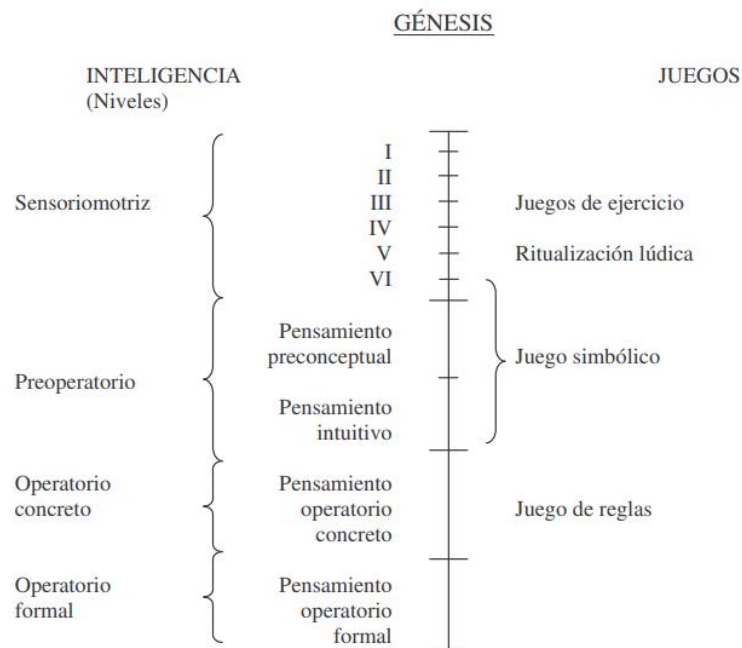 GÉNESIS
INTELIGENCIA
(Niveles)
JUEGOS
Sensoriomotriz
I
II
III
IV
V
VI
Juegos de ejercicio
Ritualización lúdica
Preoperatorio
Pensamiento
preconceptual
Pensamiento
intuitivo
Juego simbólico
Operatorio
concreto
Pensamiento
operatorio
concreto
Juego de reglas
Operatorio
formal
Pensamiento
operatorio
formal